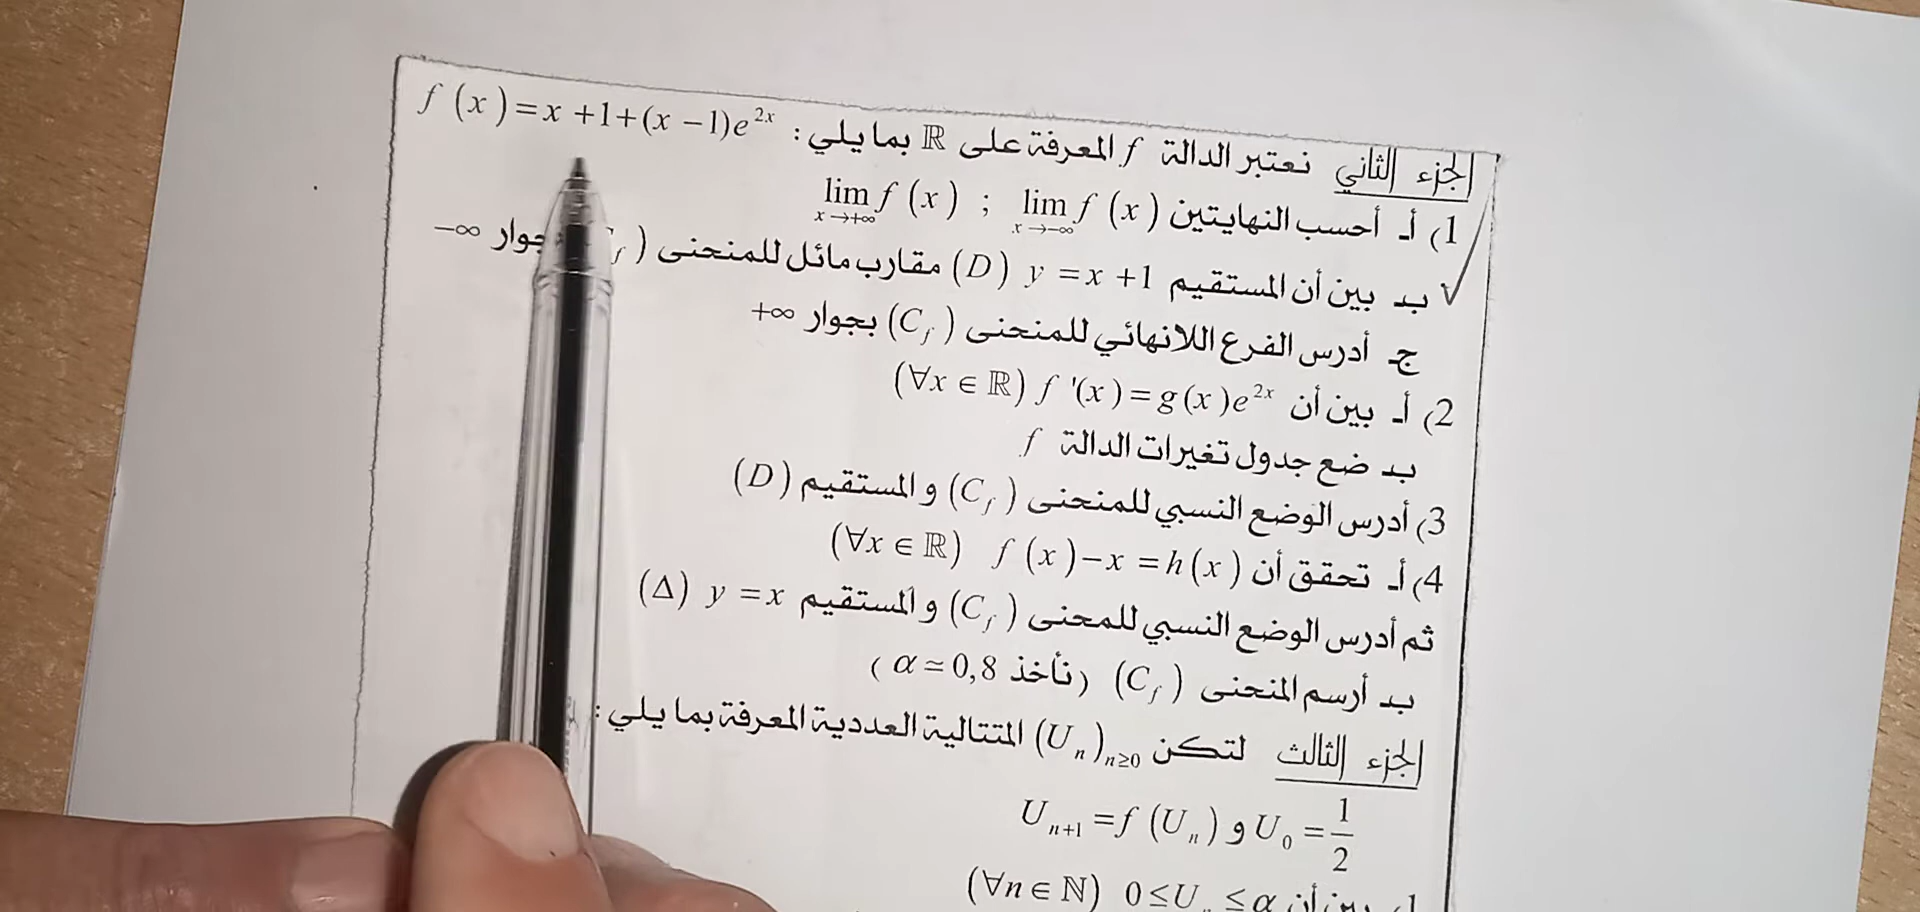 الجزء الثاني نعتبر الدالة f المعرفة على ℝ بما يلي : f(x)=x+1+(x−1)e^{2x}
1) أ‌ـ أحسب النهايتين lim_{x→−∞} f(x) ; lim_{x→+∞} f(x)
ب‌ـ بين أن المستقيم (D) y=x+1 مقارب مائل للمنحنى بجوار −∞
ج‌ـ أدرس الفرع اللانهائي للمنحنى (C_f) بجوار +∞
2) أ‌ـ بين أن f'(x)=g(x)e^{2x} (∀x∈ℝ)
ب‌ـ ضع جدول تغيرات الدالة f
3) أدرس الوضع النسبي للمنحنى (C_f) و المستقيم (D)
4) أ‌ـ تحقق أن f(x)−x=h(x) (∀x∈ℝ)
ثم أدرس الوضع النسبي للمحنى (C_f) و المستقيم (Δ) y=x
ب‌ـ أرسم المنحنى (C_f) (نأخذ α≃0,8)
الجزء الثالث لتكن (U_n)_{n≥0} المتتالية العددية المعرفة بما يلي :
U_0=1/2 و U_{n+1}=f(U_n)
بين أن 0≤U_n≤α (∀n∈ℕ)